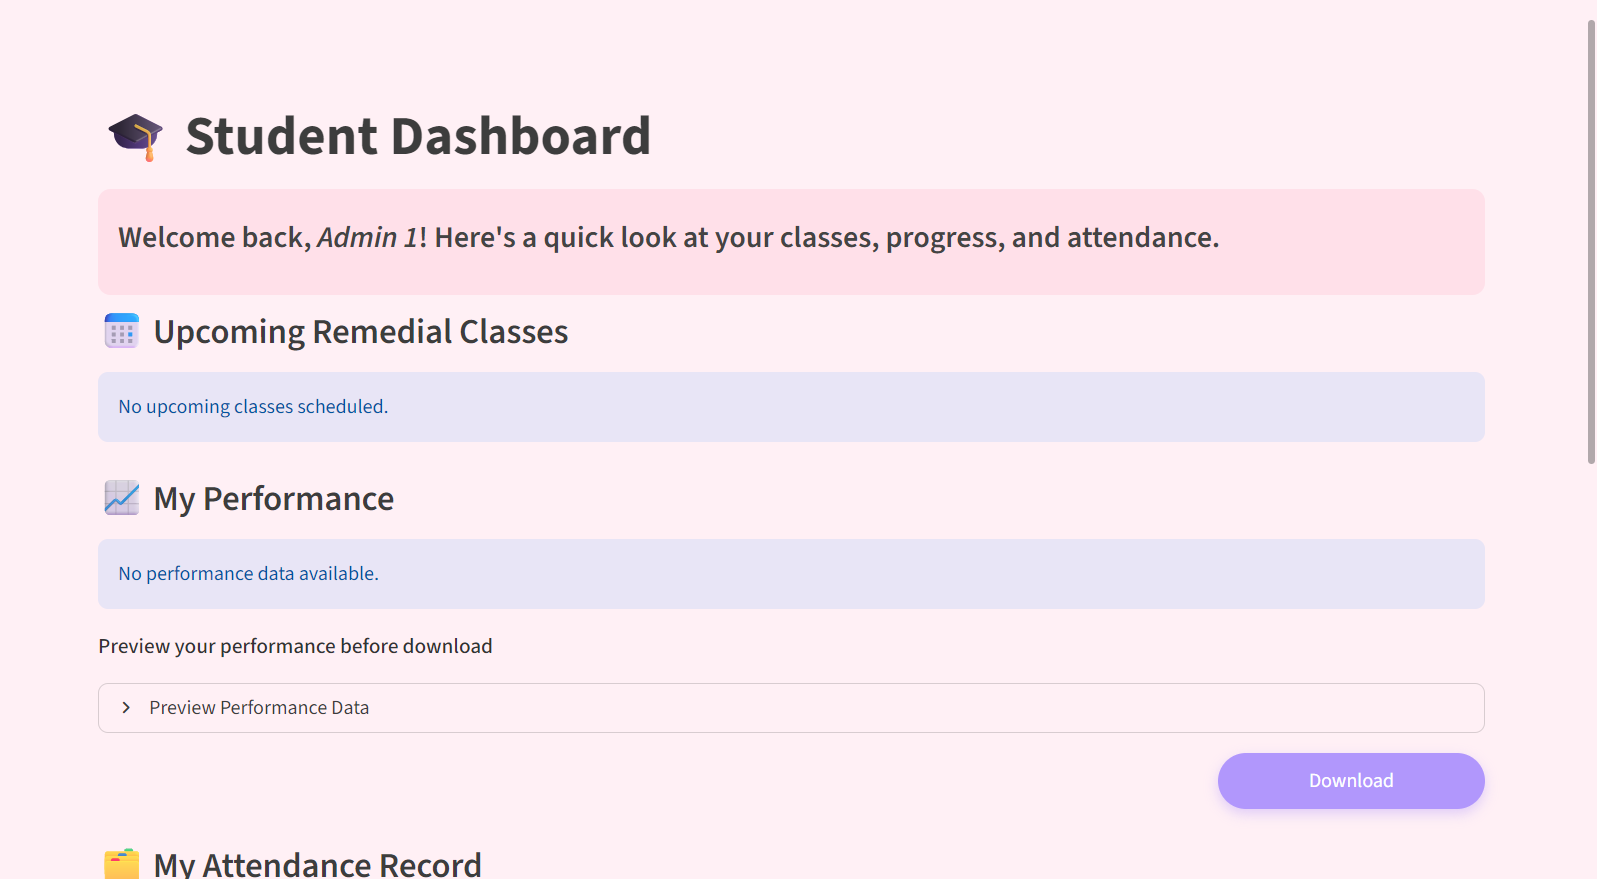 Student Dashboard
Welcome back, Admin 1! Here's a quick look at your classes, progress, and attendance.
Upcoming Remedial Classes
No upcoming classes scheduled.
My Performance
No performance data available.
Preview your performance before download
Preview Performance Data
Download
My Attendance Record